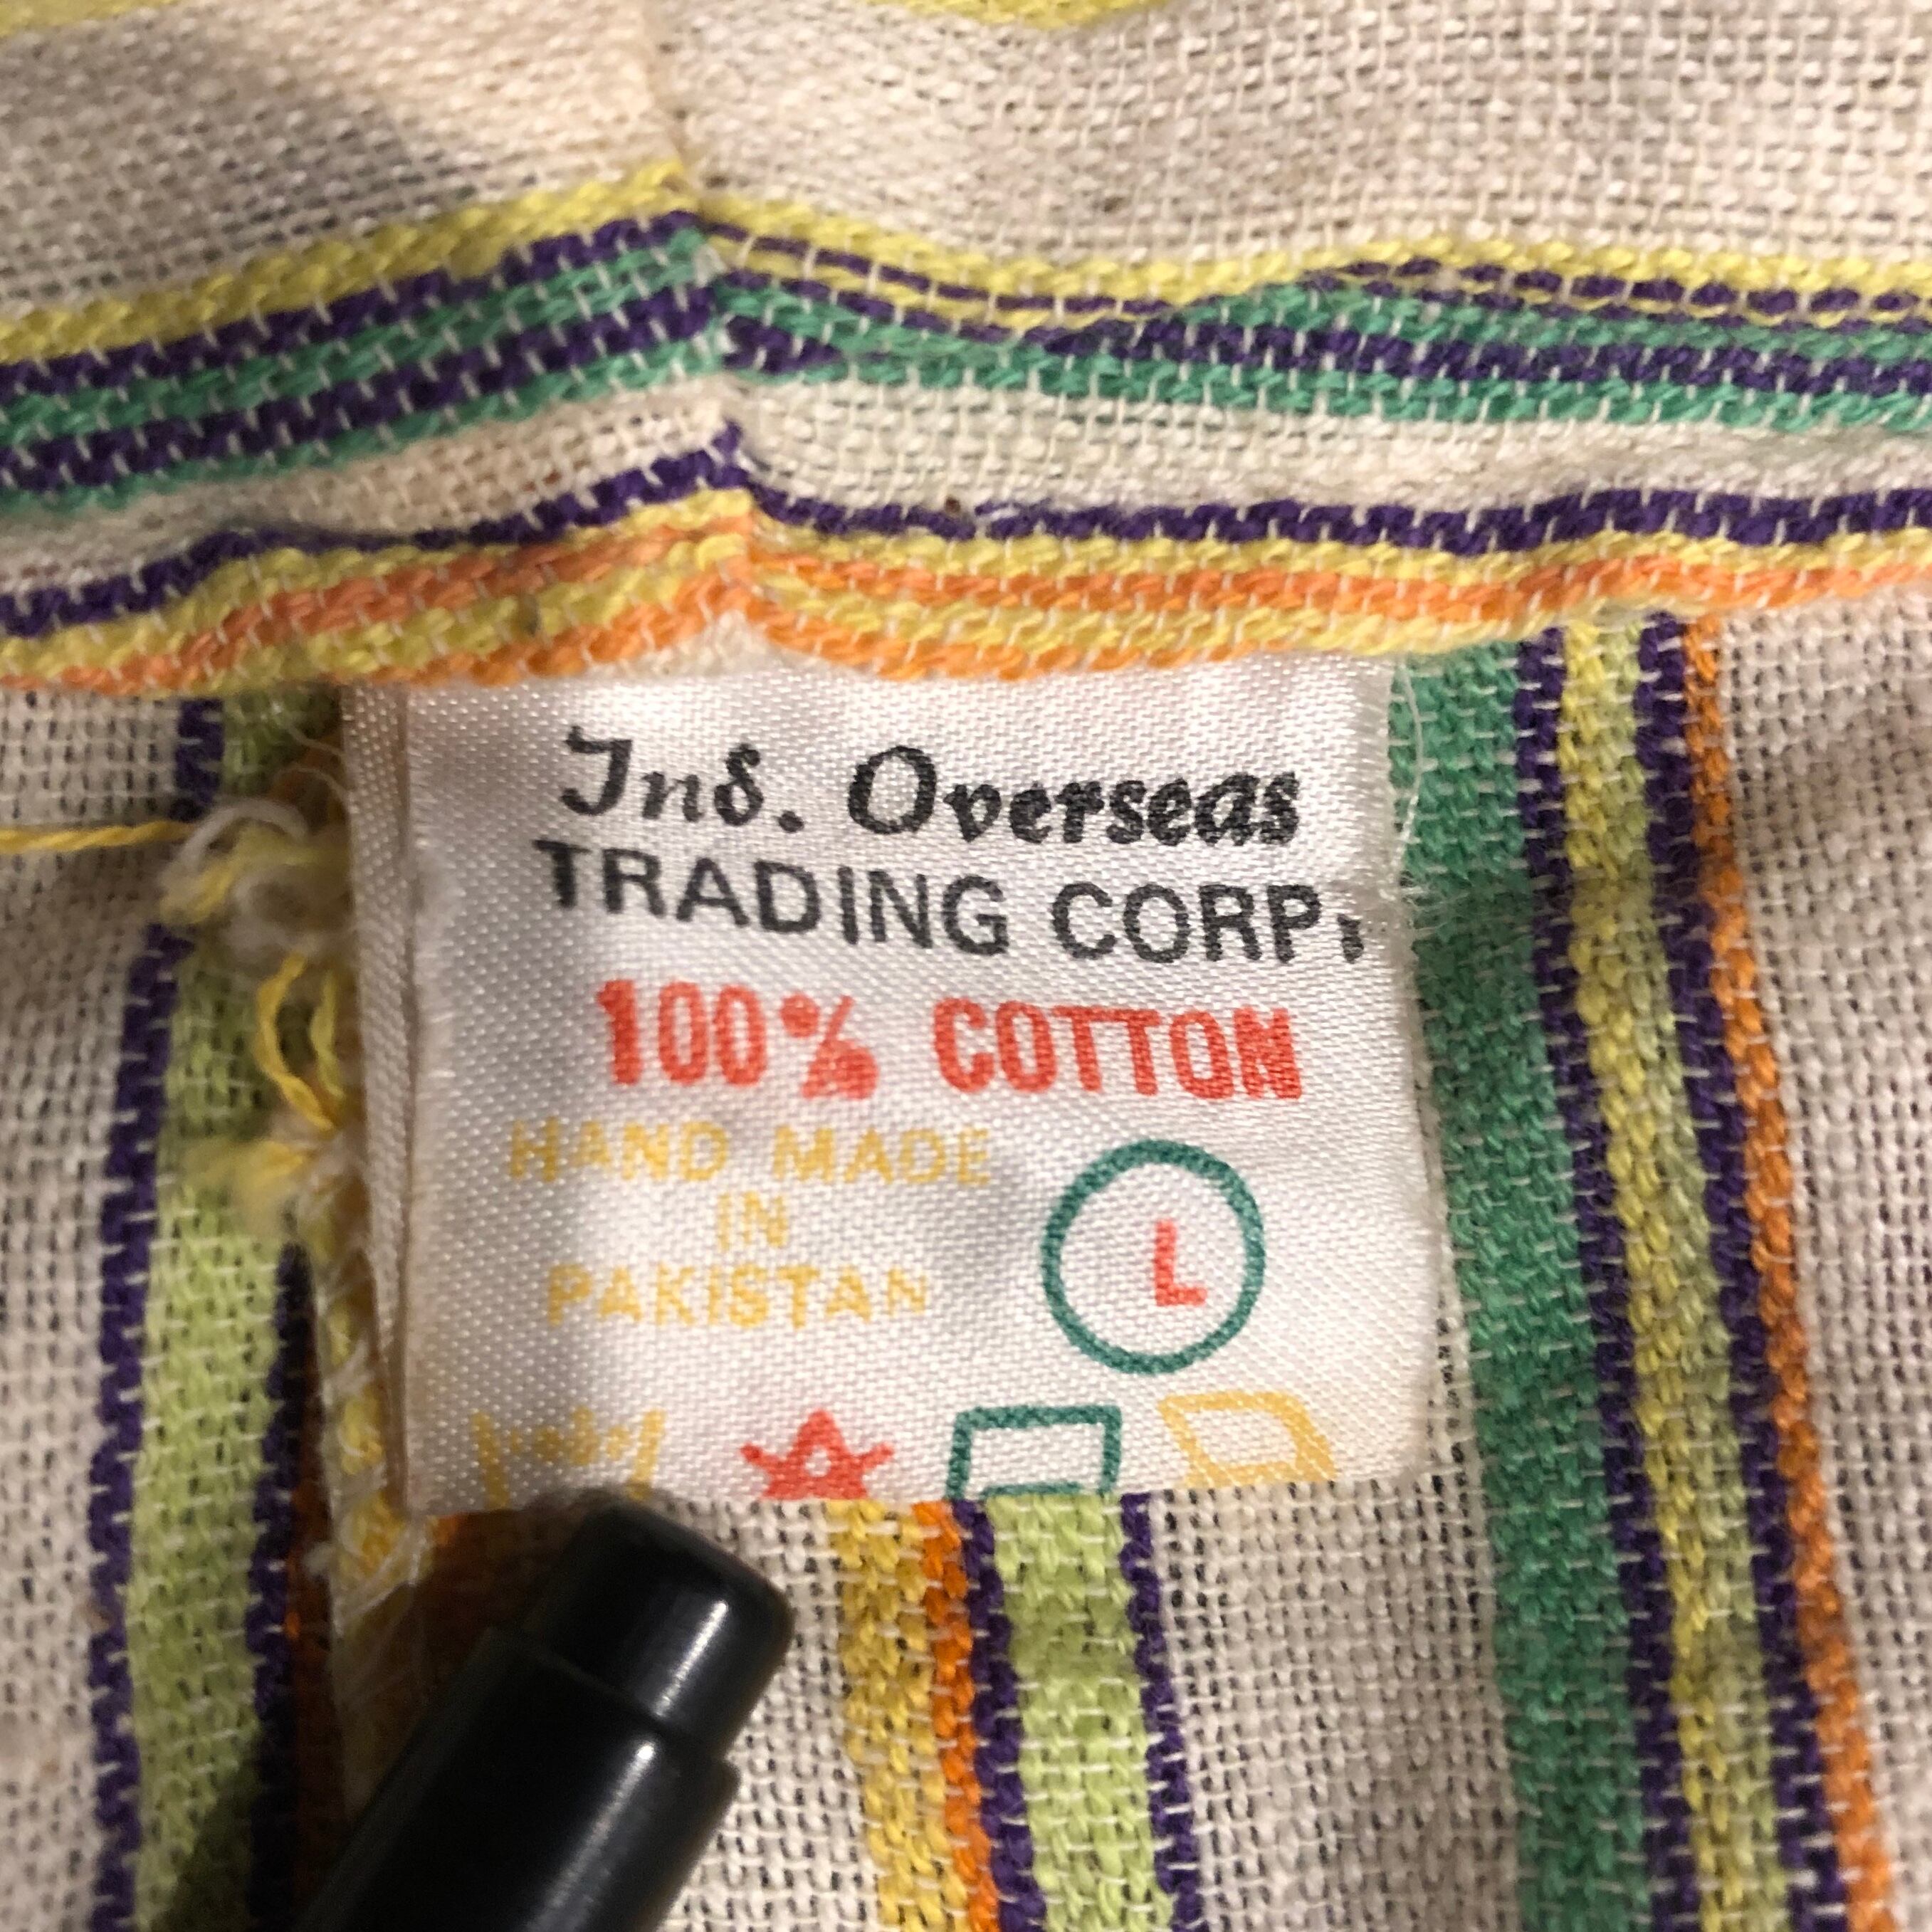 Ind. Overseas
TRADING CORP.
100% COTTON
HAND MADE
IN
PAKISTAN
L